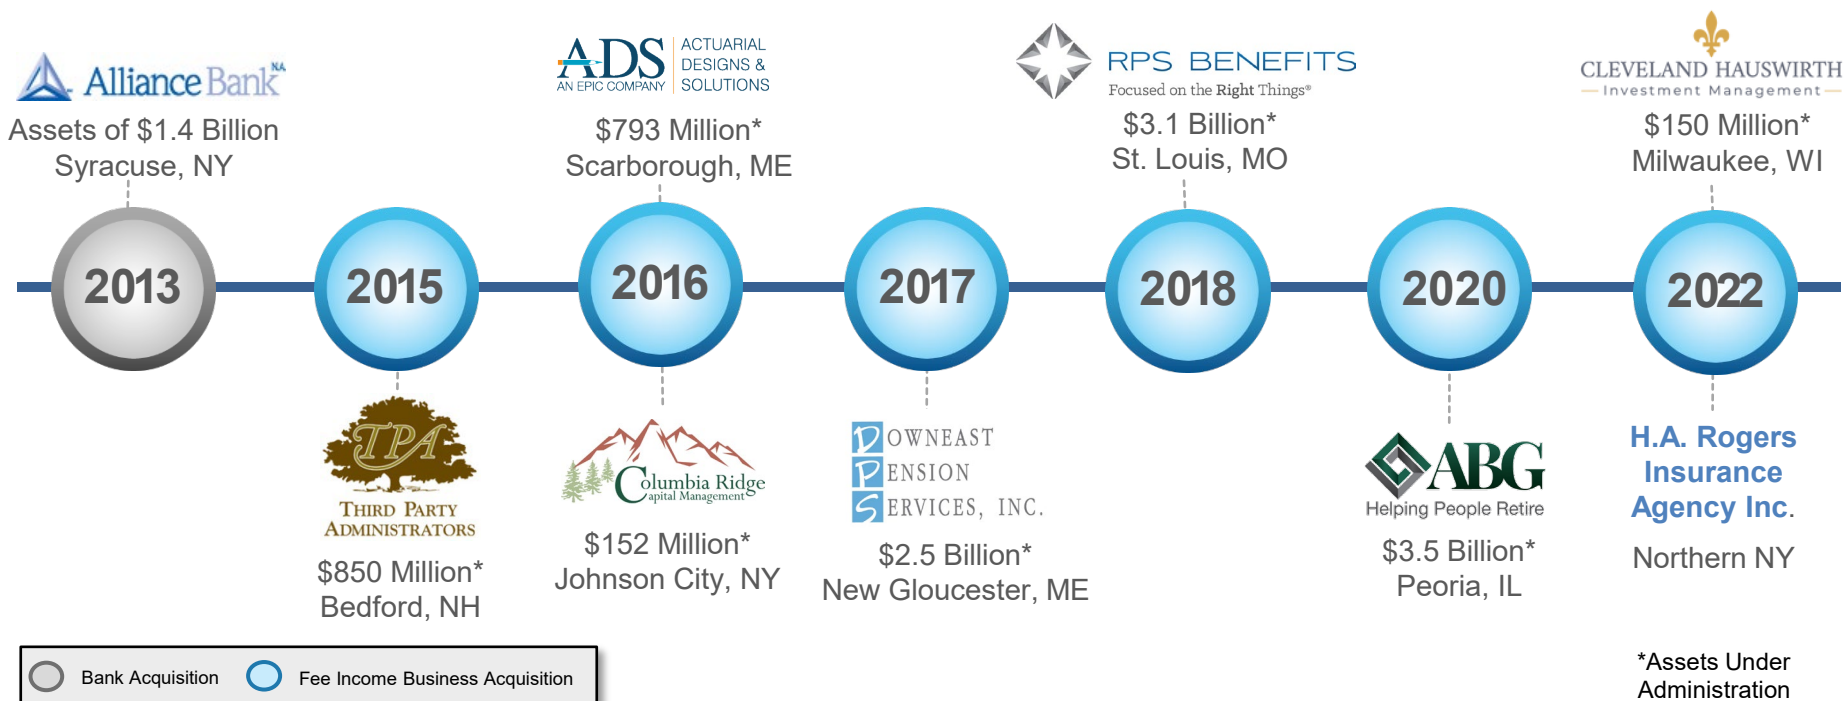 Alliance Bank NA
Assets of $1.4 Billion
Syracuse, NY
2013
2015
TPA
THIRD PARTY
ADMINISTRATORS
$850 Million*
Bedford, NH
ADS
AN EPIC COMPANY
ACTUARIAL
DESIGNS &
SOLUTIONS
$793 Million*
Scarborough, ME
2016
Columbia Ridge
Capital Management
$152 Million*
Johnson City, NY
2017
DOWNEAST
PENSION
SERVICES, INC.
$2.5 Billion*
New Gloucester, ME
RPS BENEFITS
Focused on the Right Things®
$3.1 Billion*
St. Louis, MO
2018
2020
ABG
Helping People Retire
$3.5 Billion*
Peoria, IL
CLEVELAND HAUSWIRTH
Investment Management
$150 Million*
Milwaukee, WI
2022
H.A. Rogers
Insurance
Agency Inc.
Northern NY
Bank Acquisition
Fee Income Business Acquisition
*Assets Under
Administration